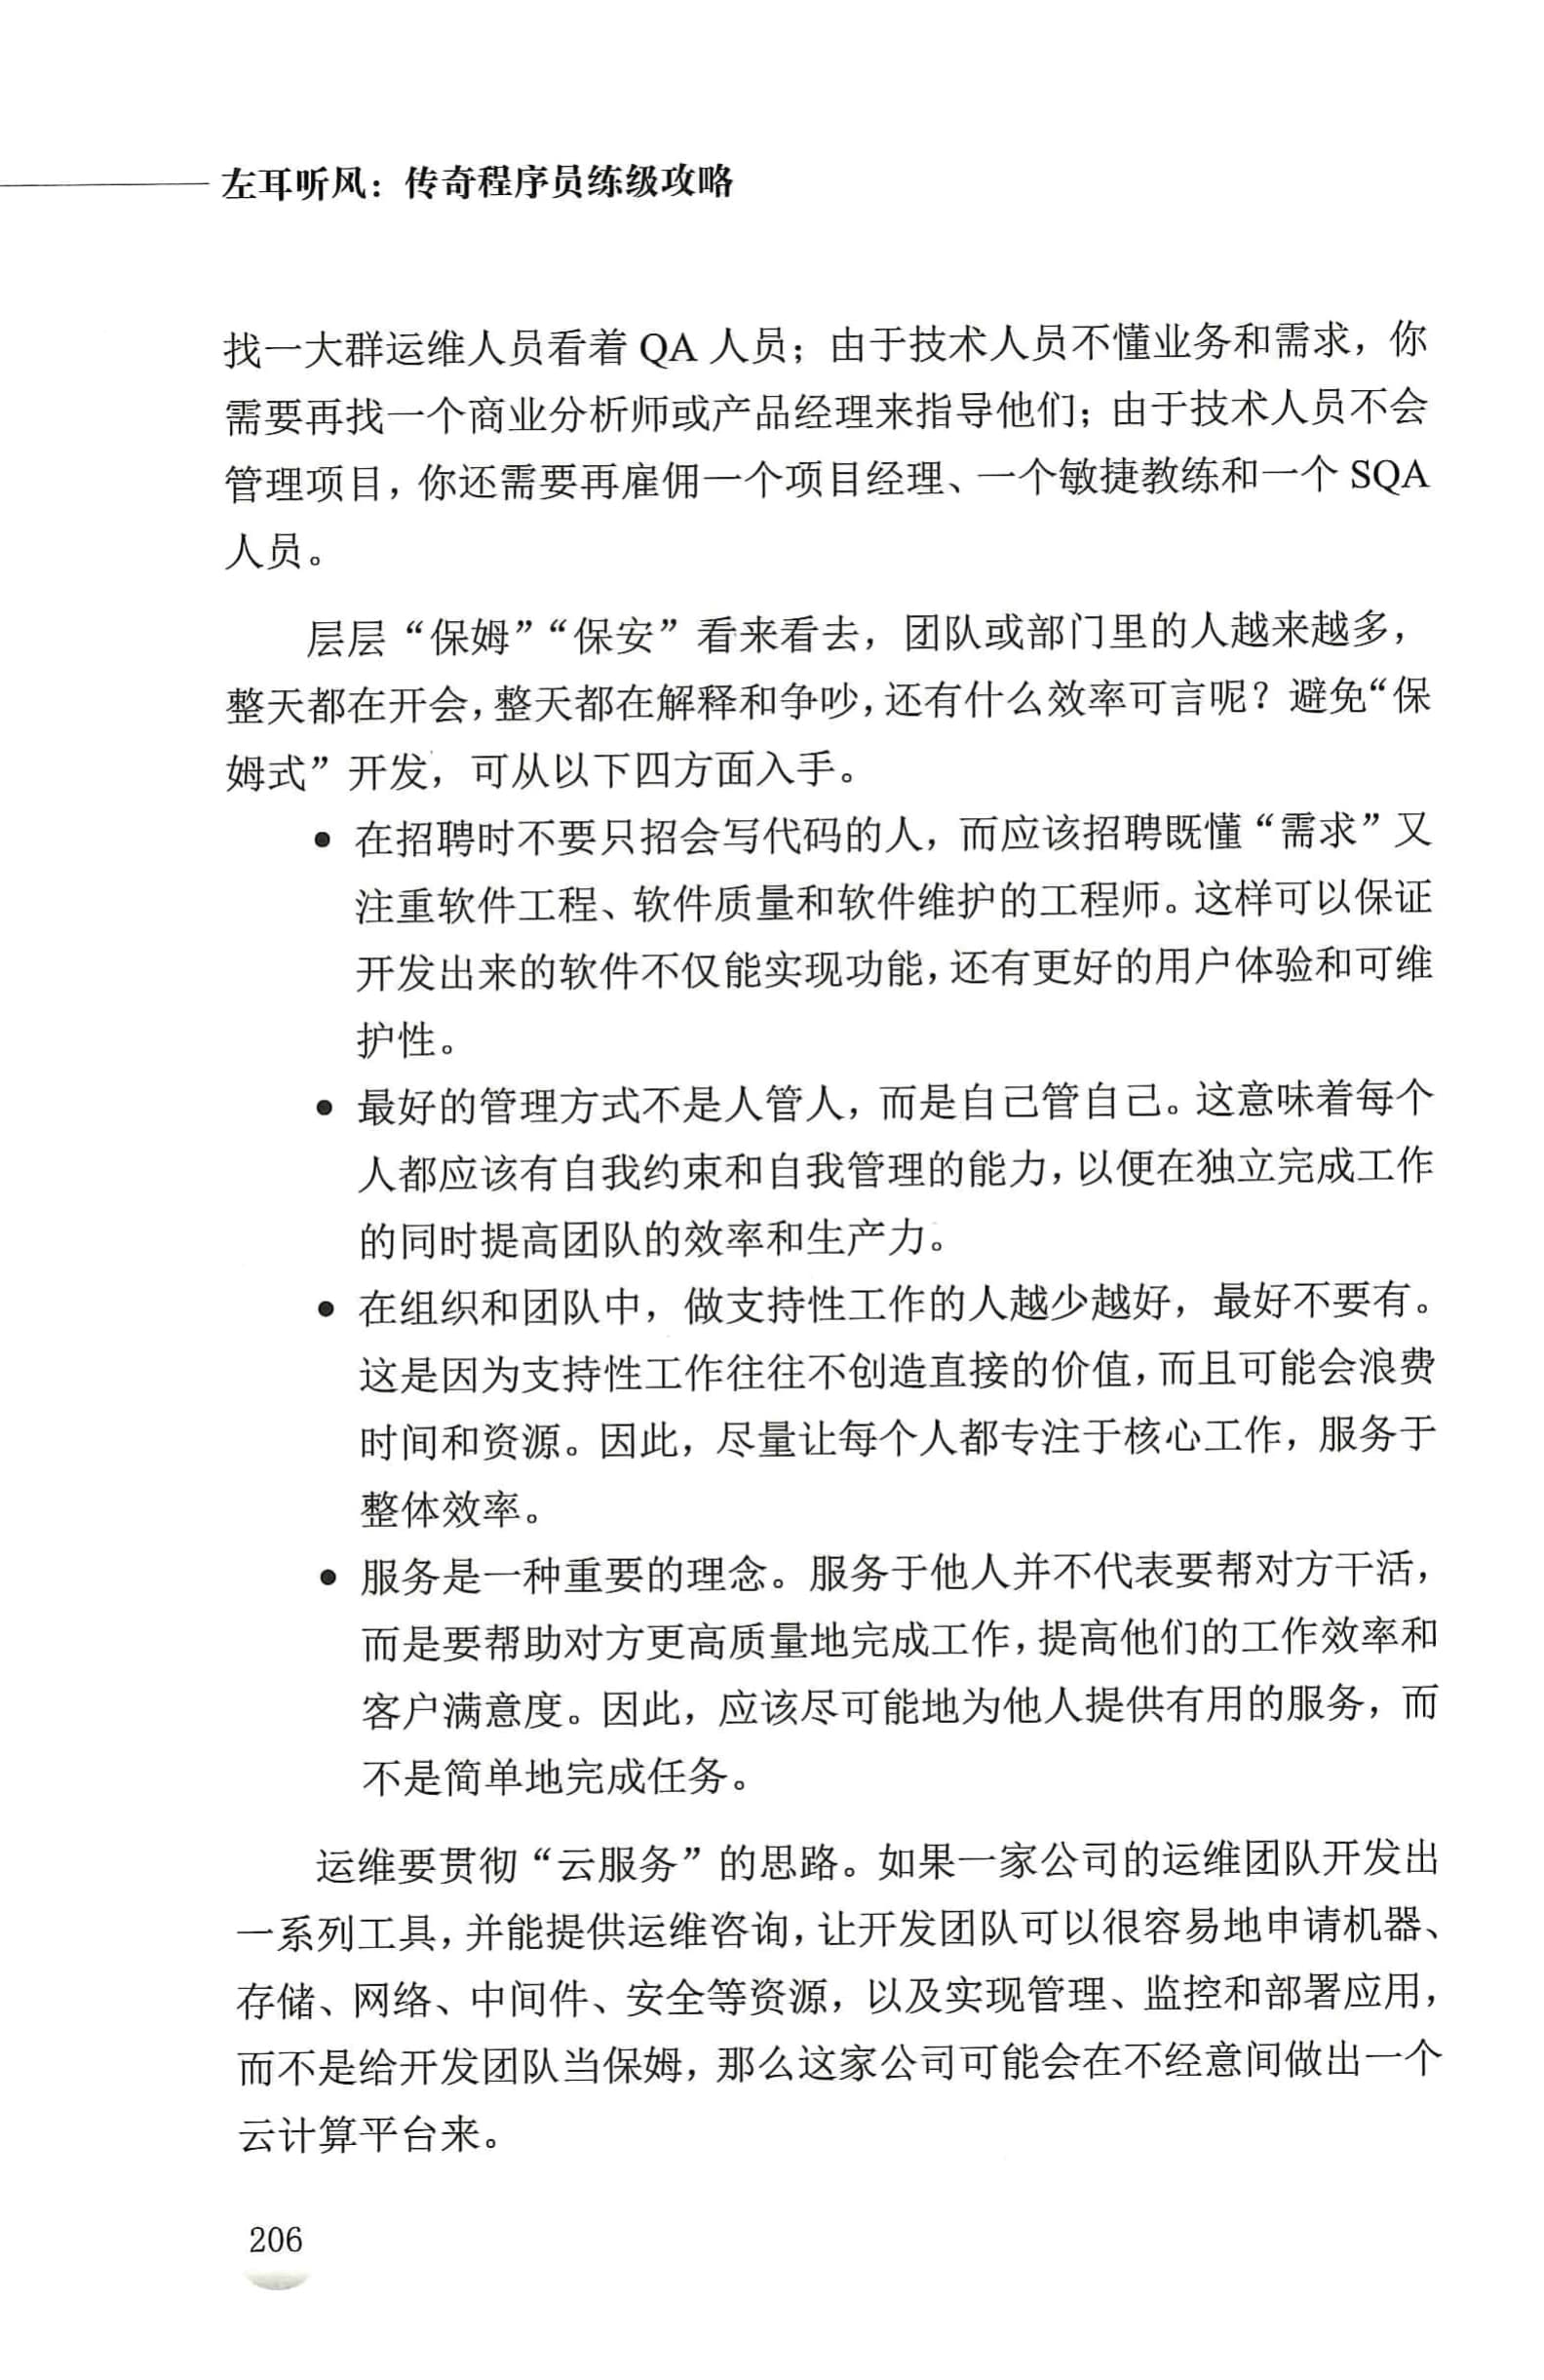 左耳听风：传奇程序员练级攻略
找一大群运维人员看着 QA 人员；由于技术人员不懂业务和需求，你
需要再找一个商业分析师或产品经理来指导他们；由于技术人员不会
管理项目，你还需要再雇佣一个项目经理、一个敏捷教练和一个 SQA
人员。
层层“保姆”“保安”看来看去，团队或部门里的人越来越多，
整天都在开会，整天都在解释和争吵，还有什么效率可言呢？避免“保
姆式”开发，可从以下四方面入手。
● 在招聘时不要只招会写代码的人，而应该招聘既懂“需求”又
注重软件工程、软件质量和软件维护的工程师。这样可以保证
开发出来的软件不仅能实现功能，还有更好的用户体验和可维
护性。
● 最好的管理方式不是人管人，而是自己管自己。这意味着每个
人都应该有自我约束和自我管理的能力，以便在独立完成工作
的同时提高团队的效率和生产力。
● 在组织和团队中，做支持性工作的人越少越好，最好不要有。
这是因为支持性工作往往不创造直接的价值，而且可能会浪费
时间和资源。因此，尽量让每个人都专注于核心工作，服务于
整体效率。
● 服务是一种重要的理念。服务于他人并不代表要帮对方干活，
而是要帮助对方更高质量地完成工作，提高他们的工作效率和
客户满意度。因此，应该尽可能地为他人提供有用的服务，而
不是简单地完成任务。
运维要贯彻“云服务”的思路。如果一家公司的运维团队开发出
一系列工具，并能提供运维咨询，让开发团队可以很容易地申请机器、
存储、网络、中间件、安全等资源，以及实现管理、监控和部署应用，
而不是给开发团队当保姆，那么这家公司可能会在不经意间做出一个
云计算平台来。
206